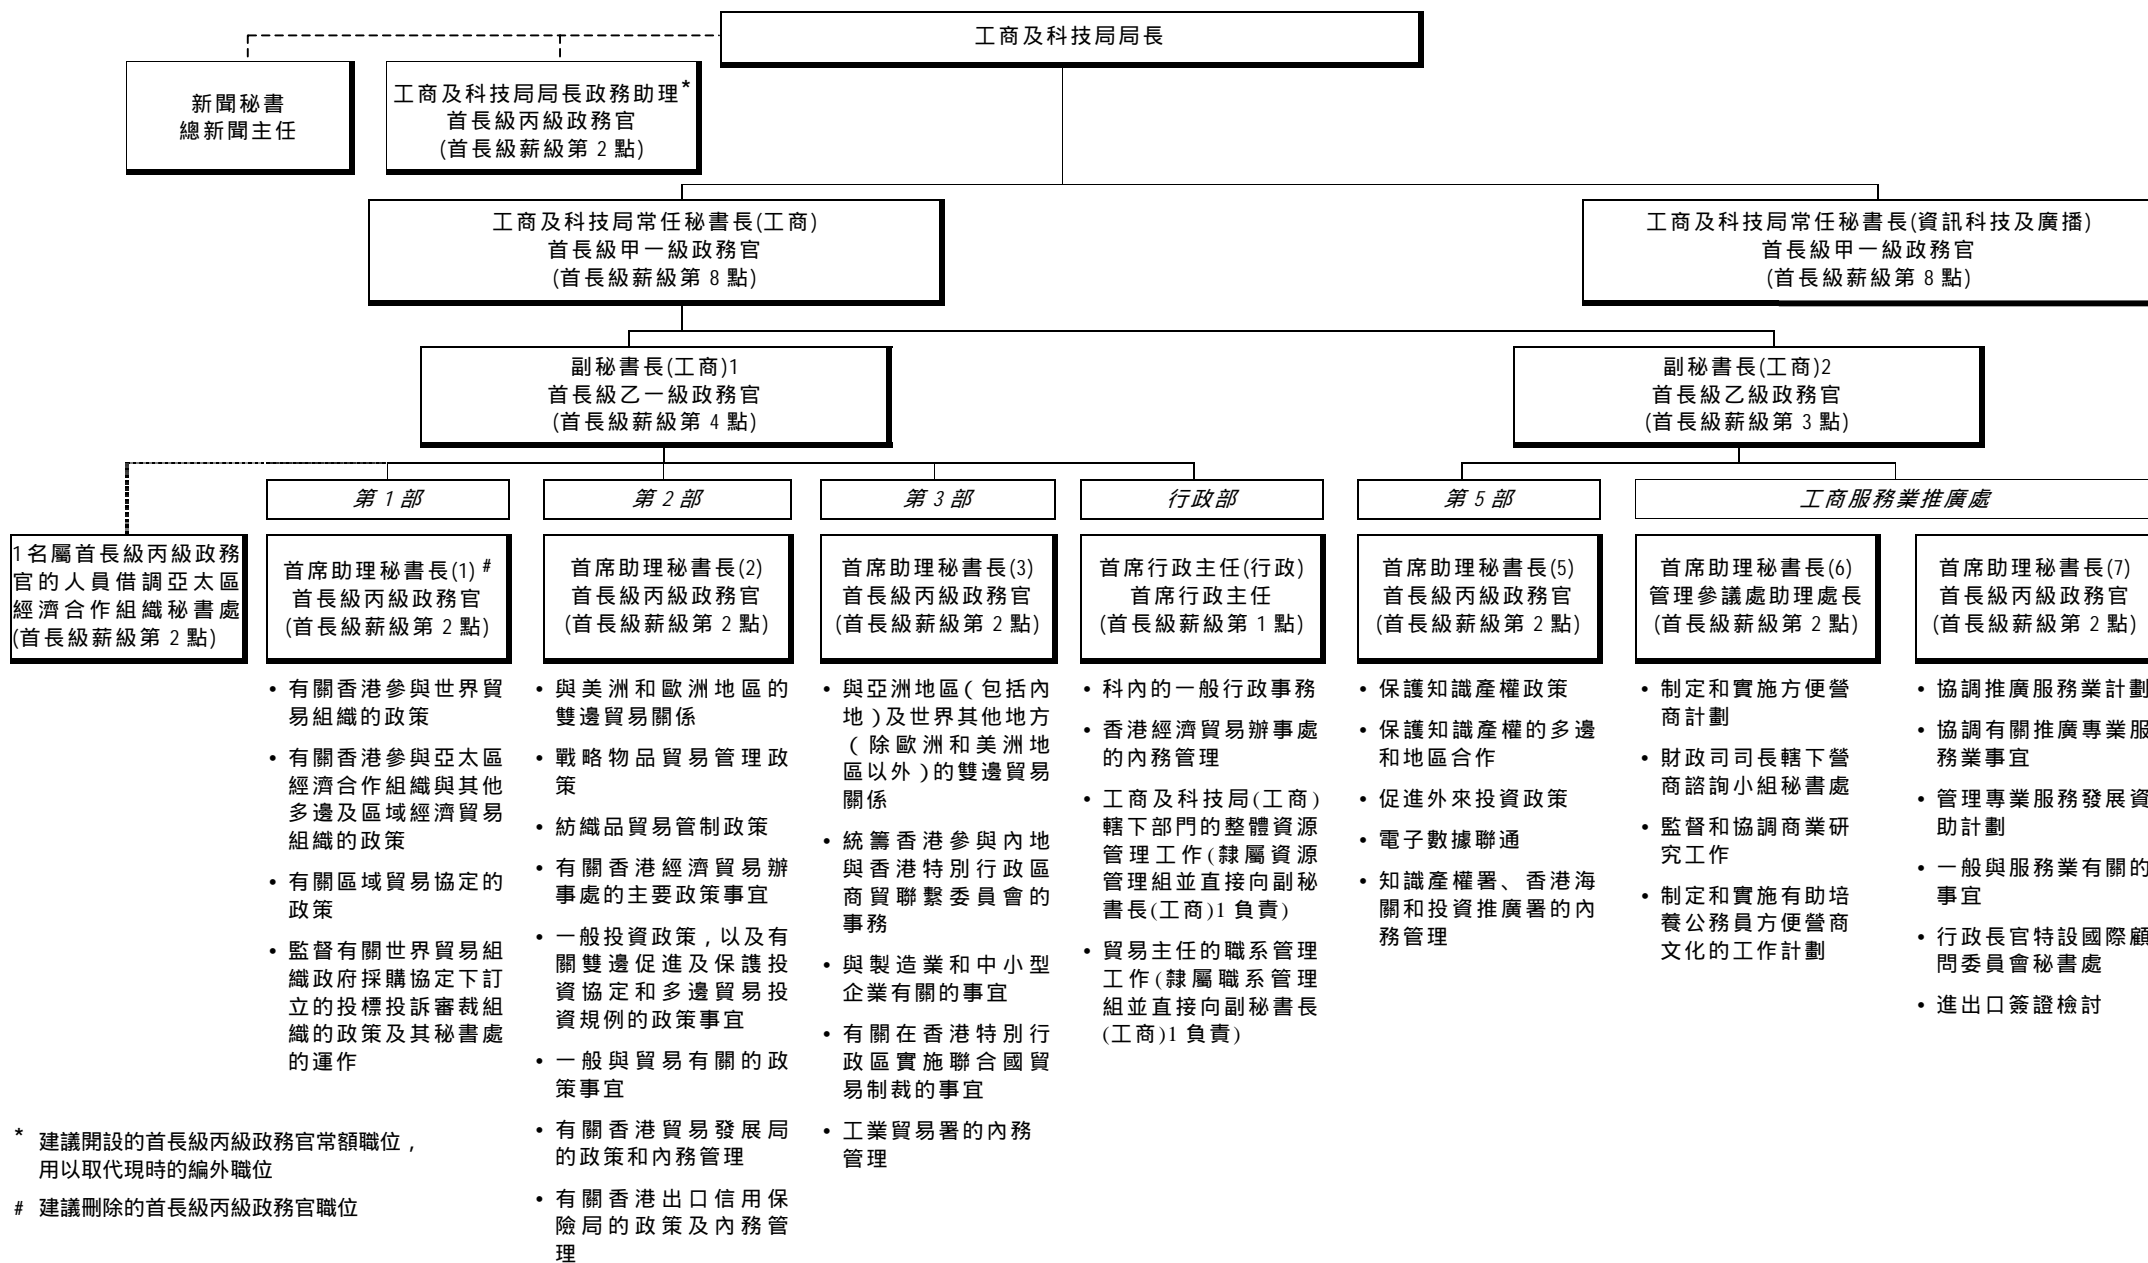 工商及科技局局長
新聞秘書
總新聞主任
工商及科技局局長政務助理*
首長級丙級政務官
(首長級薪級第 2 點)
工商及科技局常任秘書長(工商)
首長級甲一級政務官
(首長級薪級第 8 點)
工商及科技局常任秘書長(資訊科技及廣播)
首長級甲一級政務官
(首長級薪級第 8 點)
副秘書長(工商)1
首長級乙一級政務官
(首長級薪級第 4 點)
副秘書長(工商)2
首長級乙級政務官
(首長級薪級第 3 點)
1名屬首長級丙級政務
官的人員借調亞太區
經濟合作組織秘書處
(首長級薪級第 2 點)
第 1 部
首席助理秘書長(1) #
首長級丙級政務官
(首長級薪級第 2 點)
• 有關香港參與世界貿
易組織的政策
• 有關香港參與亞太區
經濟合作組織與其他
多邊及區域經濟貿易
組織的政策
• 有關區域貿易協定的
政策
• 監督有關世界貿易組
織政府採購協定下訂
立的投標投訴審裁組
織的政策及其秘書處
的運作
第 2 部
首席助理秘書長(2)
首長級丙級政務官
(首長級薪級第 2 點)
• 與美洲和歐洲地區的
雙邊貿易關係
• 戰略物品貿易管理政
策
• 紡織品貿易管制政策
• 有關香港經濟貿易辦
事處的主要政策事宜
• 一般投資政策，以及有
關雙邊促進及保護投
資協定和多邊貿易投
資規例的政策事宜
• 一般與貿易有關的政
策事宜
• 有關香港貿易發展局
的政策和內務管理
• 有關香港出口信用保
險局的政策及內務管
理
第 3 部
首席助理秘書長(3)
首長級丙級政務官
(首長級薪級第 2 點)
• 與亞洲地區(包括內
地)及世界其他地方
(除歐洲和美洲地
區以外)的雙邊貿易
關係
• 統籌香港參與內地
與香港特別行政區
商貿聯繫委員會的
事務
• 與製造業和中小型
企業有關的事宜
• 有關在香港特別行
政區實施聯合國貿
易制裁的事宜
• 工業貿易署的內務
管理
行政部
首席行政主任(行政)
首席行政主任
(首長級薪級第 1 點)
• 科內的一般行政事務
• 香港經濟貿易辦事處
的內務管理
• 工商及科技局(工商)
轄下部門的整體資源
管理工作(隸屬資源
管理組並直接向副秘
書長(工商)1 負責)
• 貿易主任的職系管理
工作(隸屬職系管理
組並直接向副秘書長
(工商)1 負責)
第 5 部
首席助理秘書長(5)
首長級丙級政務官
(首長級薪級第 2 點)
• 保護知識產權政策
• 保護知識產權的多邊
和地區合作
• 促進外來投資政策
• 電子數據聯通
• 知識產權署、香港海
關和投資推廣署的內
務管理
工商服務業推廣處
首席助理秘書長(6)
管理參議處助理處長
(首長級薪級第 2 點)
• 制定和實施方便營
商計劃
• 財政司司長轄下營
商諮詢小組秘書處
• 監督和協調商業研
究工作
• 制定和實施有助培
養公務員方便營商
文化的工作計劃
首席助理秘書長(7)
首長級丙級政務官
(首長級薪級第 2 點)
• 協調推廣服務業計劃
• 協調有關推廣專業服
務業事宜
• 管理專業服務發展資
助計劃
• 一般與服務業有關的
事宜
• 行政長官特設國際顧
問委員會秘書處
• 進出口簽證檢討
* 建議開設的首長級丙級政務官常額職位，
用以取代現時的編外職位
# 建議刪除的首長級丙級政務官職位